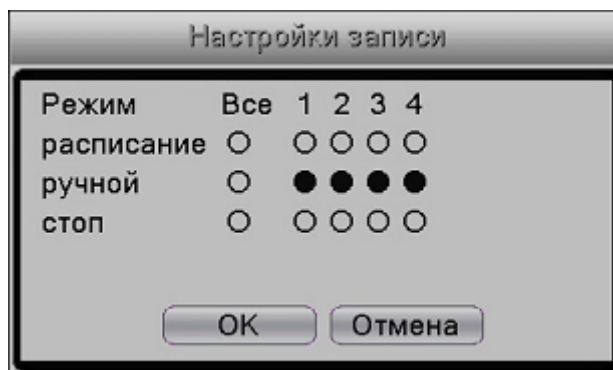 Настройки записи
Режим Все 1 2 3 4
расписание
ручной
стоп
OK Отмена